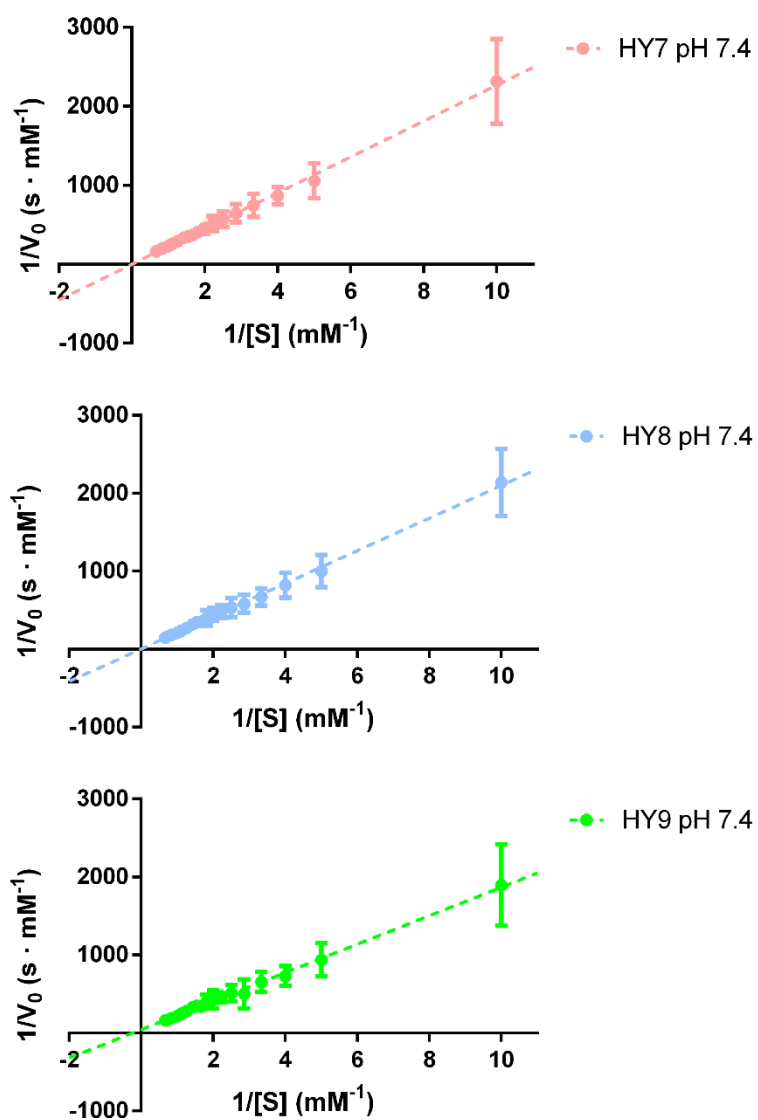 3000
HY7 pH 7.4
2000
1000
1/V₀ (s · mM⁻¹)
-2 2 4 6 8 10
-1000
1/[S] (mM⁻¹)
3000
HY8 pH 7.4
2000
1000
1/V₀ (s · mM⁻¹)
-2 2 4 6 8 10
-1000
1/[S] (mM⁻¹)
3000
HY9 pH 7.4
2000
1000
1/V₀ (s · mM⁻¹)
-2 2 4 6 8 10
-1000
1/[S] (mM⁻¹)